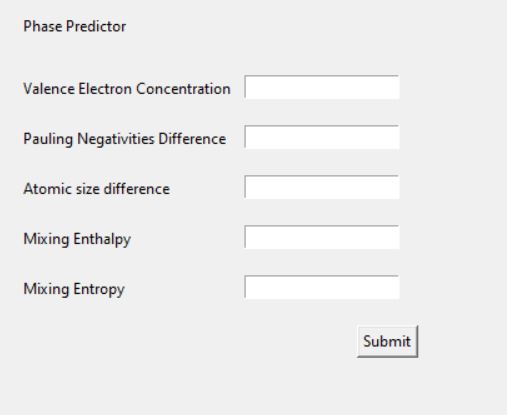 Phase Predictor
Valence Electron Concentration
Pauling Negativities Difference
Atomic size difference
Mixing Enthalpy
Mixing Entropy
Submit